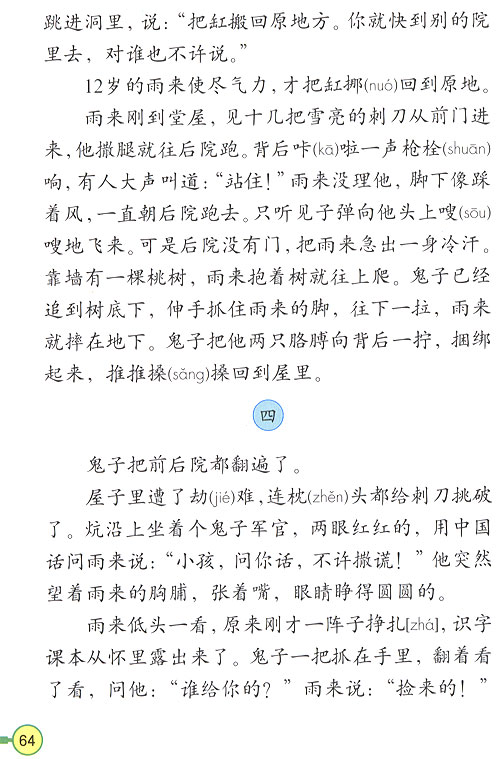 跳进洞里，说：“把缸搬回原地方。你就快到别的院
里去，对谁也不许说。”
12岁的雨来使尽气力，才把缸挪(nuó)回到原地。
雨来刚到堂屋，见十几把雪亮的刺刀从前门进
来，他撒腿就往后院跑。背后咔(kā)啦一声枪栓(shuān)
响，有人大声叫道：“站住！”雨来没理他，脚下像踩
着风，一直朝后院跑去。只听见子弹向他头上嗖(sōu)
嗖地飞来。可是后院没有门，把雨来急出一身冷汗。
靠墙有一棵桃树，雨来抱着树就往上爬。鬼子已经
追到树底下，伸手抓住雨来的脚，往下一拉，雨来
就摔在地下。鬼子把他两只胳膊向背后一拧，捆绑
起来，推推搡(sǎng)搡回到屋里。
四
鬼子把前后院都翻遍了。
屋子里遭了劫(jié)难，连枕(zhěn)头都给刺刀挑破
了。炕沿上坐着个鬼子军官，两眼红红的，用中国
话问雨来说：“小孩，问你话，不许撒谎！”他突然
望着雨来的胸脯，张着嘴，眼睛睁得圆圆的。
雨来低头一看，原来刚才一阵子挣扎[zhá]，识字
课本从怀里露出来了。鬼子一把抓在手里，翻着看
了看，问他：“谁给你的？”雨来说：“捡来的！”
64